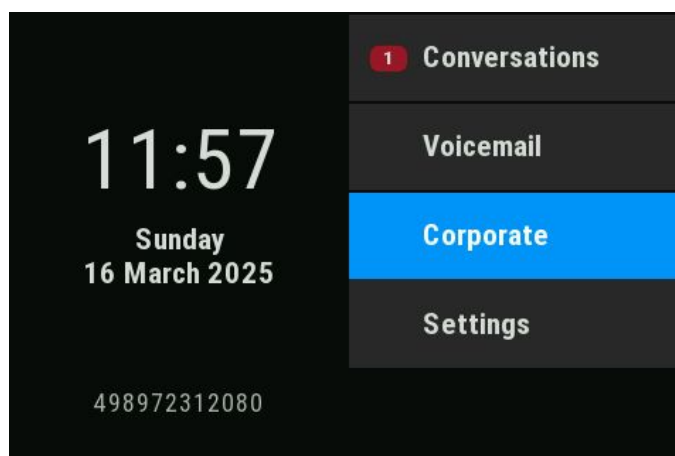 11:57
Sunday
16 March 2025
498972312080
1 Conversations
Voicemail
Corporate
Settings